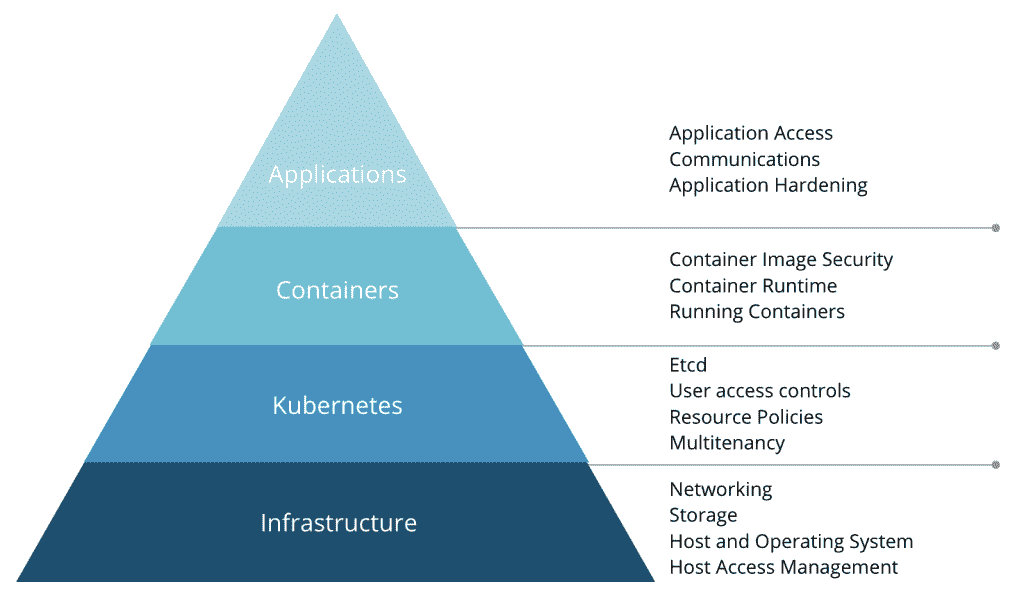 Applications
Application Access
Communications
Application Hardening
Containers
Container Image Security
Container Runtime
Running Containers
Kubernetes
Etcd
User access controls
Resource Policies
Multitenancy
Infrastructure
Networking
Storage
Host and Operating System
Host Access Management